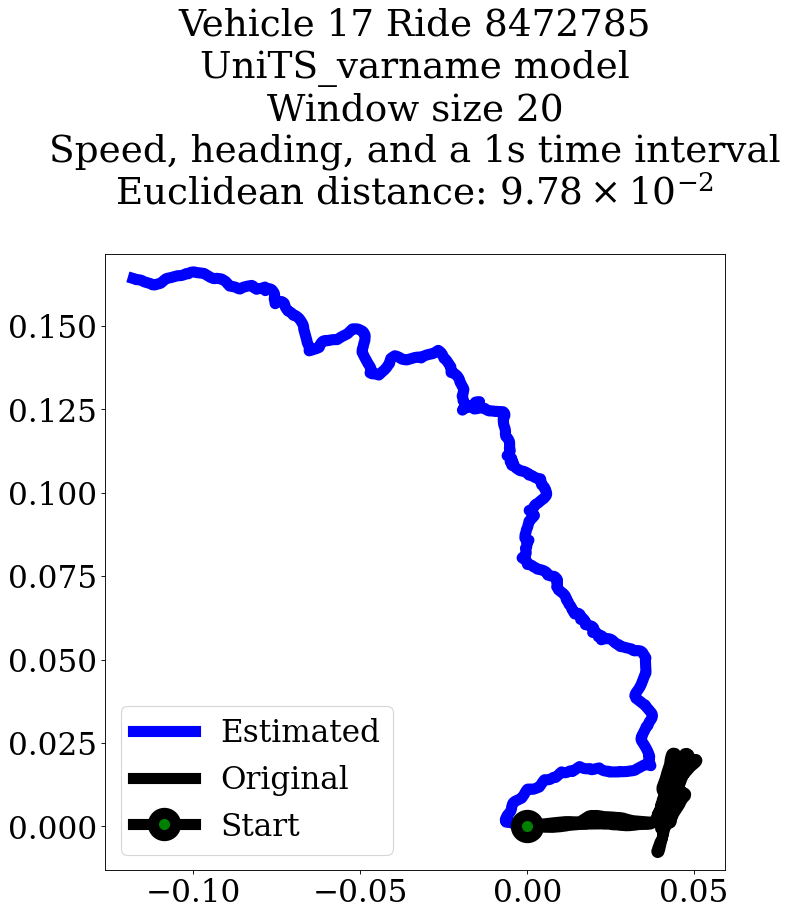 Vehicle 17 Ride 8472785
UniTS_varname model
Window size 20
Speed, heading, and a 1s time interval
Euclidean distance: 9.78 × 10⁻²
0.150
0.125
0.100
0.075
0.050
0.025
0.000
Estimated
Original
Start
−0.10
−0.05
0.00
0.05